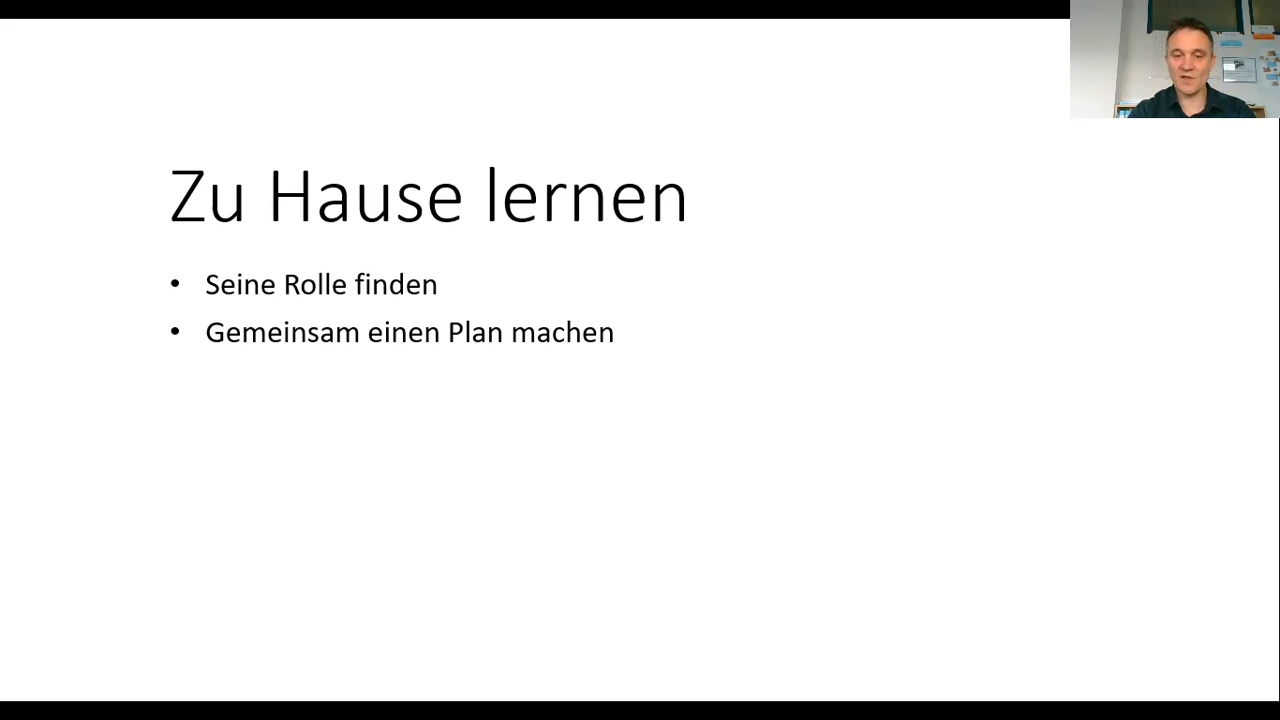 Zu Hause lernen
• Seine Rolle finden
• Gemeinsam einen Plan machen